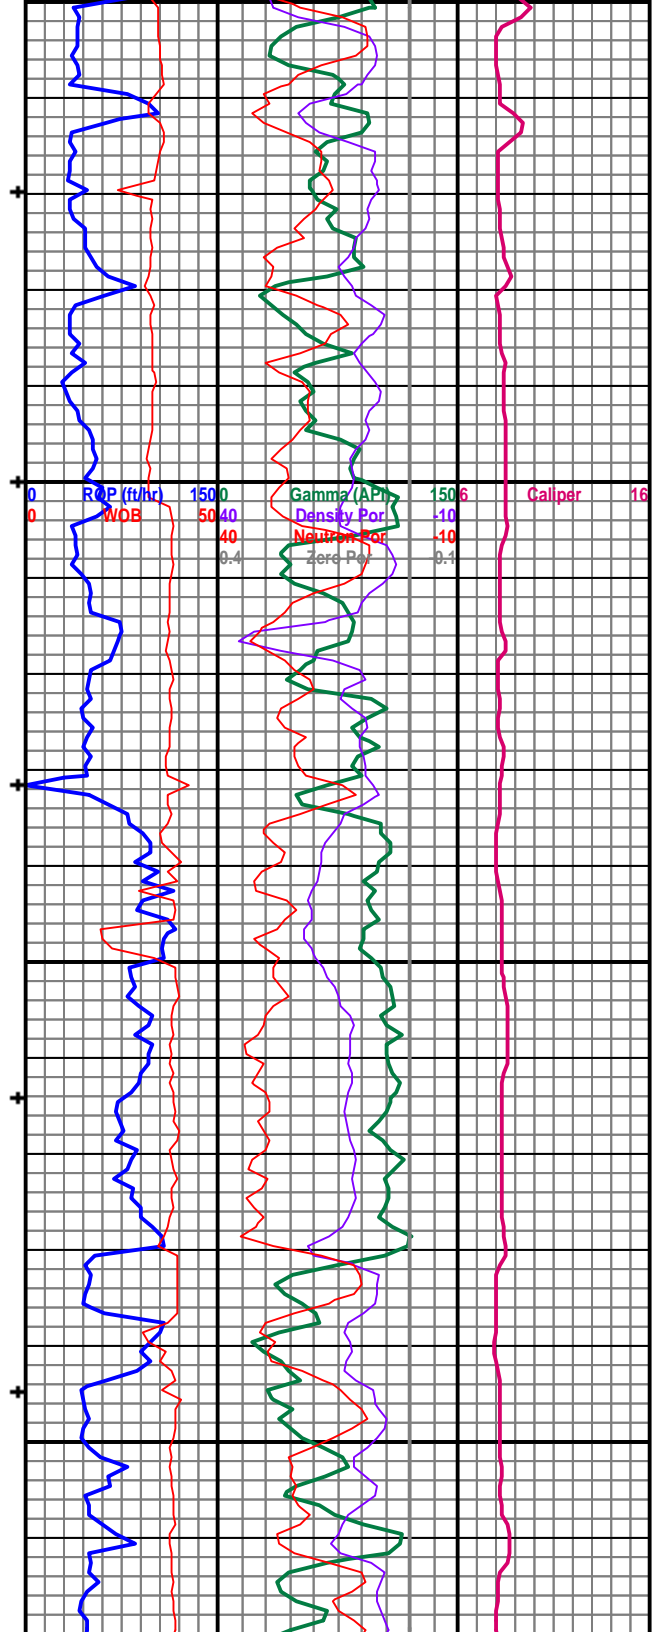 0 ROP (ft/hr) 150 0 Gamma (API) 150 6 Caliper 16
0 WOB 50 40 Density Por -10
40 Neutron Por -10
0.4 Zero Por 0.1